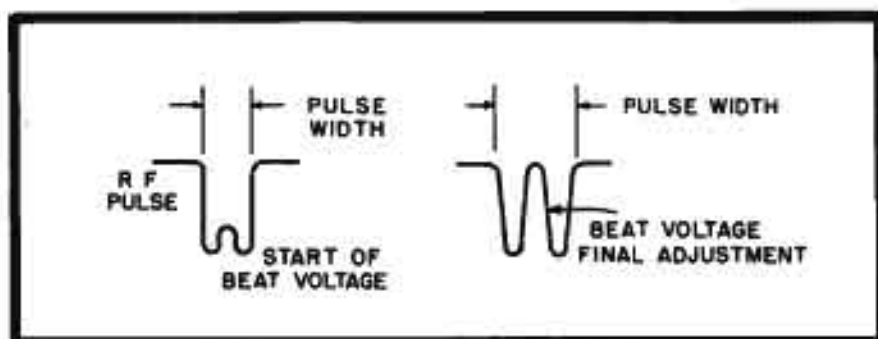 PULSE
WIDTH
R F
PULSE
START OF
BEAT VOLTAGE
PULSE WIDTH
BEAT VOLTAGE
FINAL ADJUSTMENT